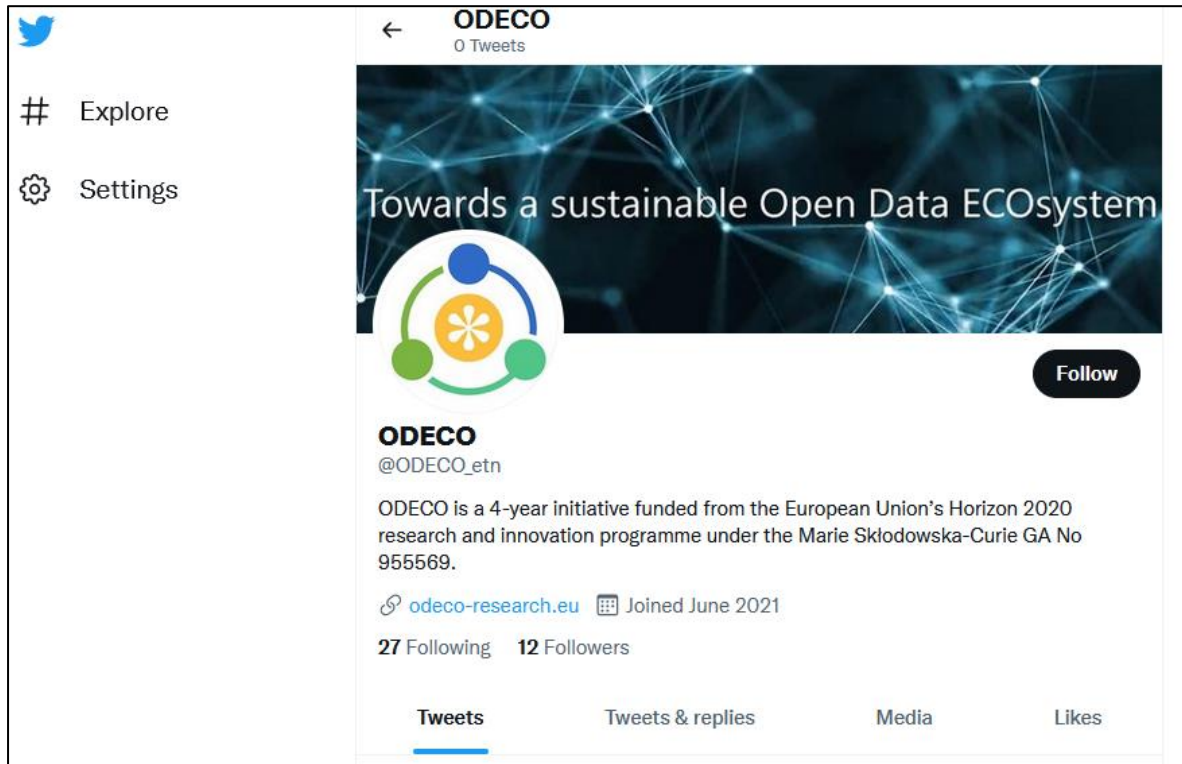 ODECO
0 Tweets
Explore
Settings
Towards a sustainable Open Data ECOsystem
Follow
ODECO
@ODECO_etn
ODECO is a 4-year initiative funded from the European Union’s Horizon 2020
research and innovation programme under the Marie Skłodowska-Curie GA No
955569.
odeco-research.eu Joined June 2021
27 Following 12 Followers
Tweets Tweets & replies Media Likes